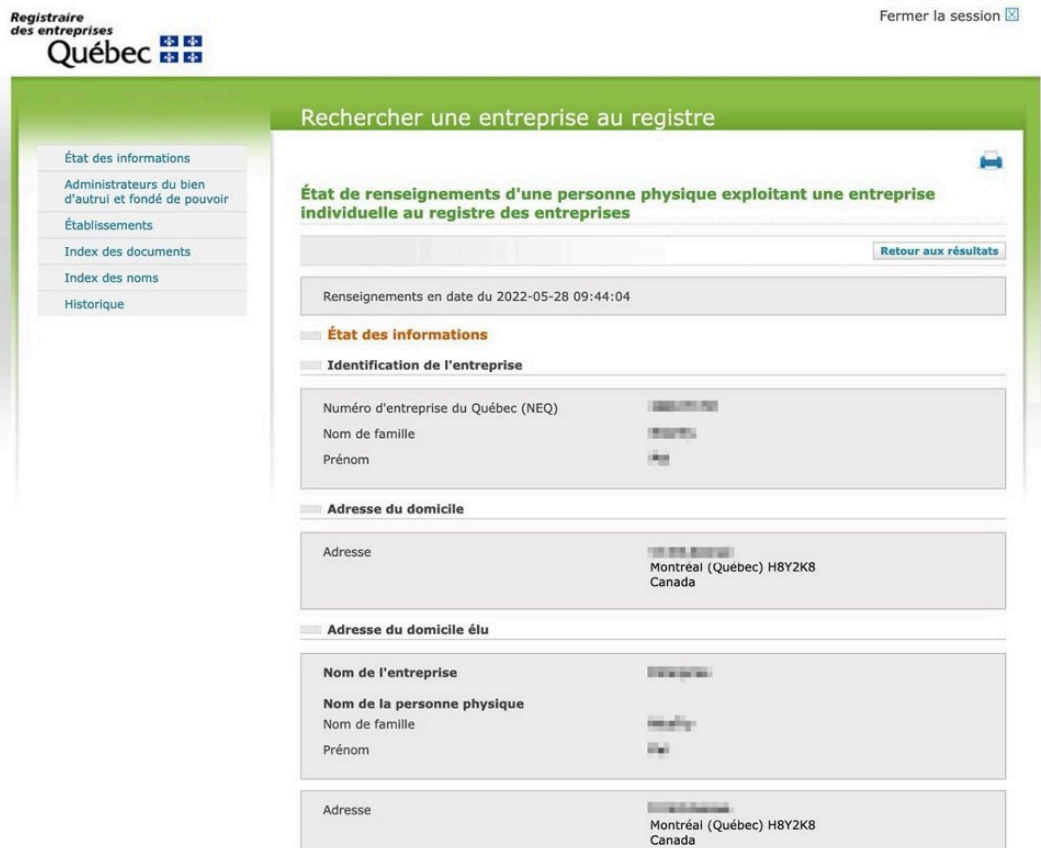 Registraire
des entreprises
Québec
Fermer la session
Rechercher une entreprise au registre
État des informations
Administrateurs du bien
d'autrui et fondé de pouvoir
Établissements
Index des documents
Index des noms
Historique
État de renseignements d'une personne physique exploitant une entreprise
individuelle au registre des entreprises
Retour aux résultats
Renseignements en date du 2022-05-28 09:44:04
État des informations
Identification de l'entreprise
Numéro d'entreprise du Québec (NEQ)
Nom de famille
Prénom
Adresse du domicile
Adresse
Montréal (Québec) H8Y2K8
Canada
Adresse du domicile élu
Nom de l'entreprise
Nom de la personne physique
Nom de famille
Prénom
Adresse
Montréal (Québec) H8Y2K8
Canada